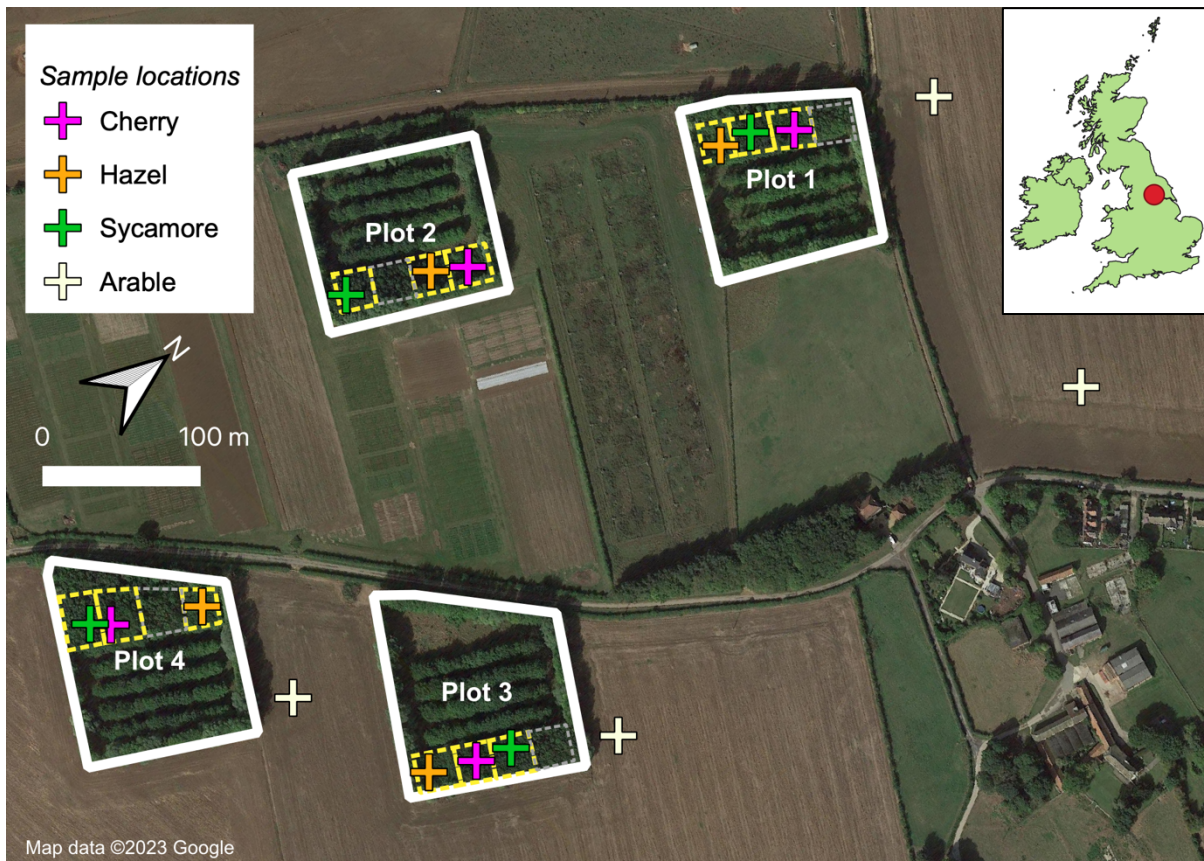 Sample locations
Cherry
Hazel
Sycamore
Arable
N
0 100 m
Plot 1
Plot 2
Plot 4
Plot 3
Map data ©2023 Google